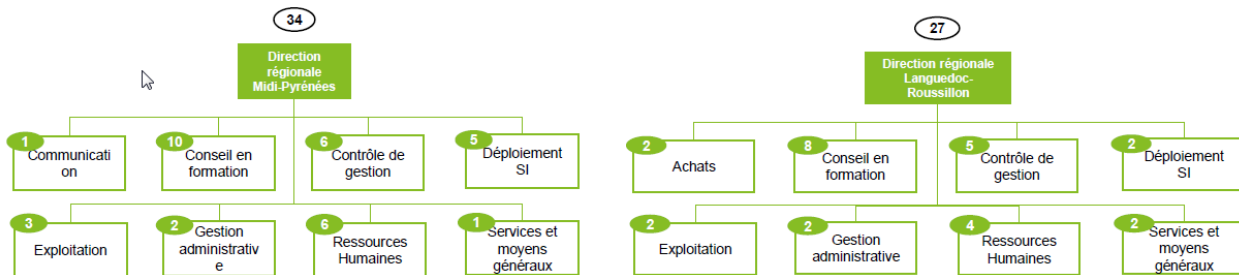 34
Direction
régionale
Midi-Pyrénées
1
Communicati
on
10
Conseil en
formation
6
Contrôle de
gestion
5
Déploiement
SI
3
Exploitation
2
Gestion
administrativ
e
6
Ressources
Humaines
1
Services et
moyens
généraux
27
Direction régionale
Languedoc-
Roussillon
2
Achats
8
Conseil en
formation
5
Contrôle de
gestion
2
Déploiement
SI
2
Exploitation
2
Gestion
administrative
4
Ressources
Humaines
2
Services et
moyens
généraux